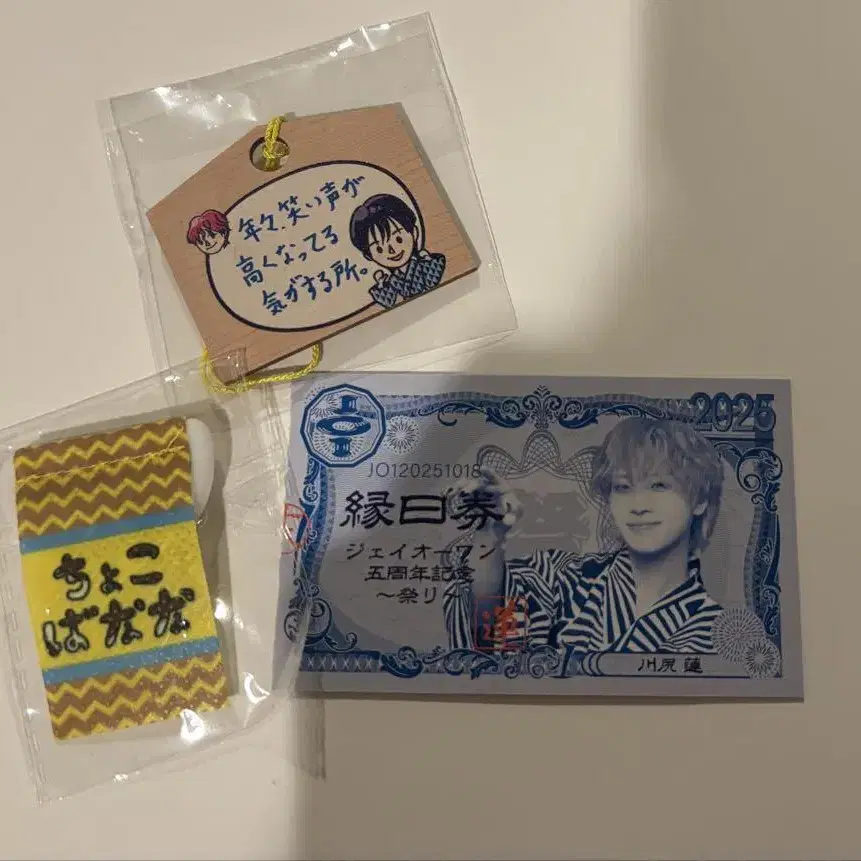 年々、笑い声が
高くなってる
気がする所。
ちょこ
ばなな
2025
JO120251018
縁日券
ジェイオーワン
五周年記念
〜祭り〜
蓮
川尻 蓮